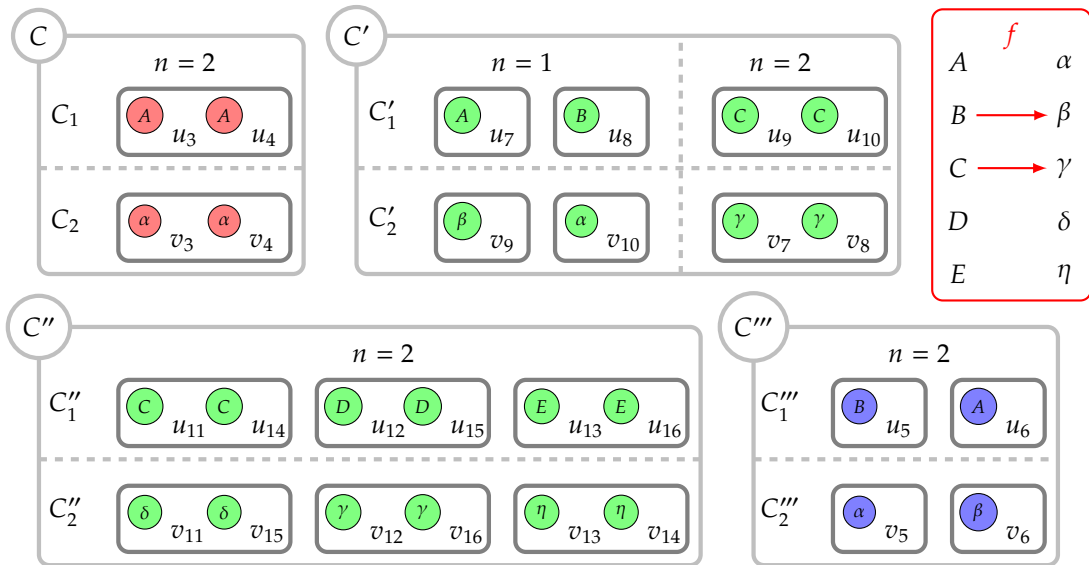 C
n = 2
C₁ A u₃ A u₄
C₂ α v₃ α v₄
C′
n = 1 n = 2
C′₁ A u₇ B u₈ C u₉ C u₁₀
C′₂ β v₉ α v₁₀ γ v₇ γ v₈
f
A α
B β
C γ
D δ
E η
C″
n = 2
C″₁ C u₁₁ C u₁₄ D u₁₂ D u₁₅ E u₁₃ E u₁₆
C″₂ δ v₁₁ δ v₁₅ γ v₁₂ γ v₁₆ η v₁₃ η v₁₄
C‴
n = 2
C‴₁ B u₅ A u₆
C‴₂ α v₅ β v₆